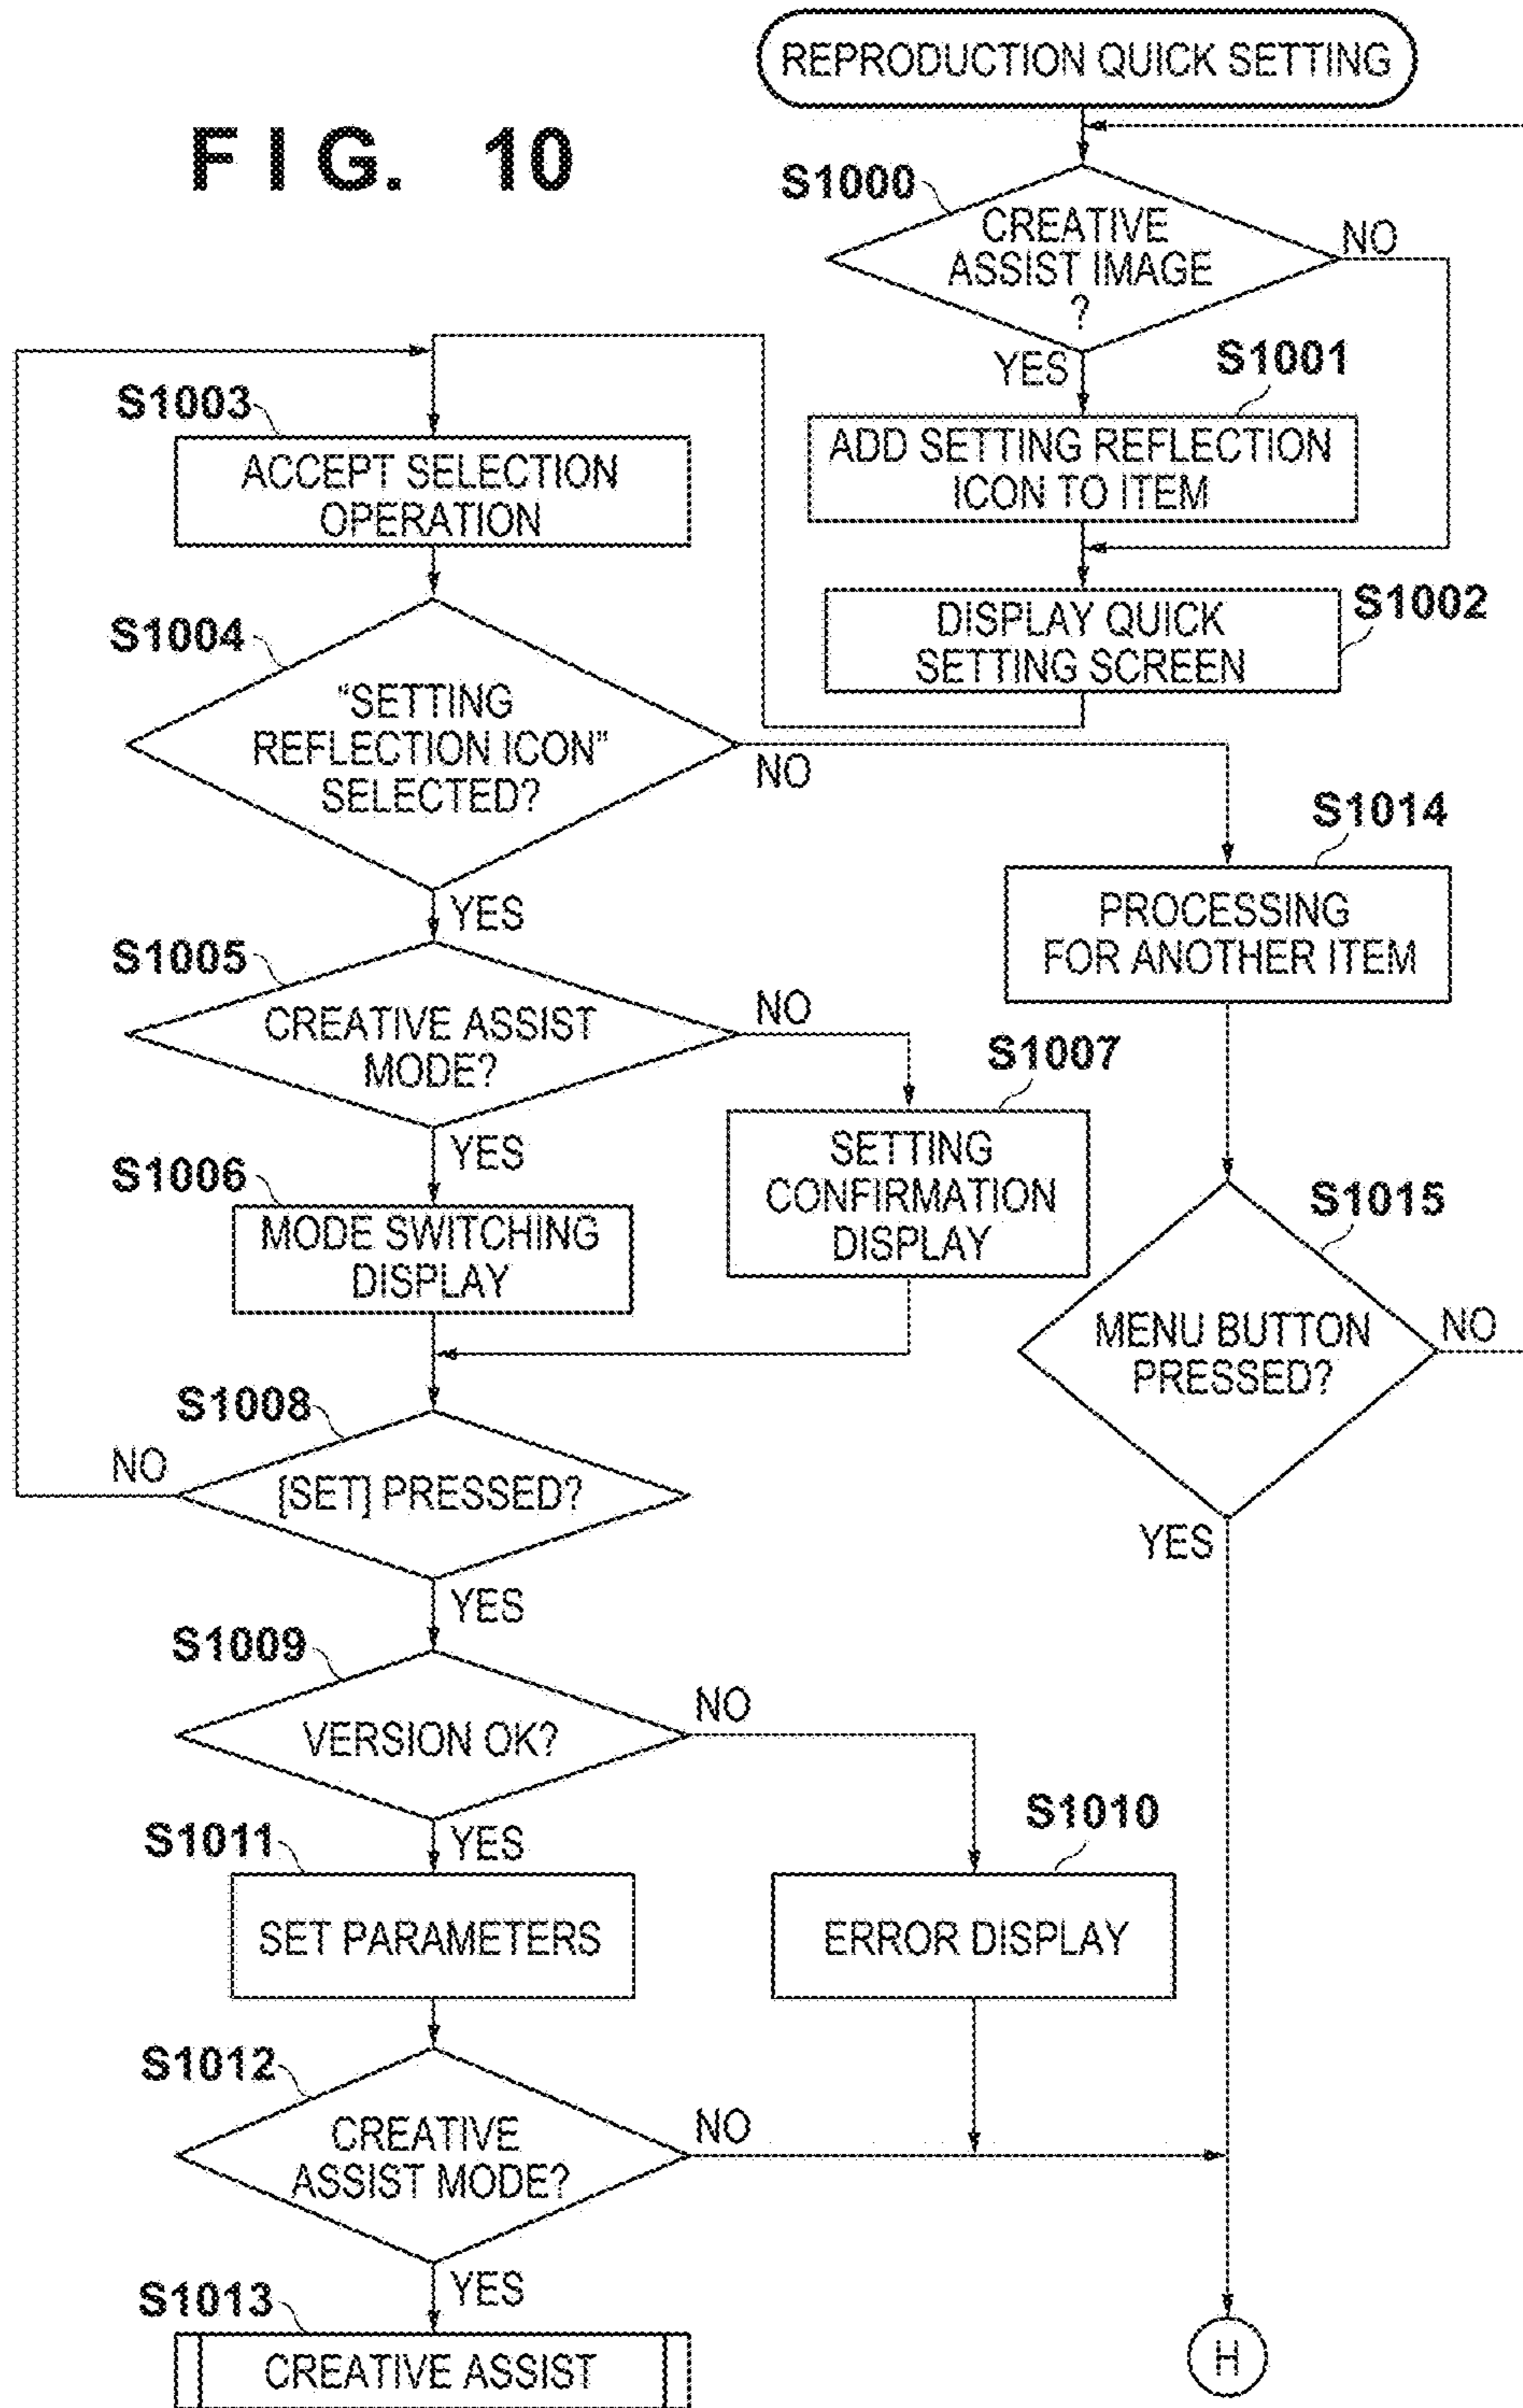 REPRODUCTION QUICK SETTING
FIG. 10
S1000
CREATIVE
ASSIST IMAGE
?
NO
YES
S1001
ADD SETTING REFLECTION
ICON TO ITEM
S1002
DISPLAY QUICK
SETTING SCREEN
S1003
ACCEPT SELECTION
OPERATION
S1004
“SETTING
REFLECTION ICON”
SELECTED?
NO
YES
S1014
PROCESSING
FOR ANOTHER ITEM
S1005
CREATIVE ASSIST
MODE?
NO
YES
S1007
SETTING
CONFIRMATION
DISPLAY
S1006
MODE SWITCHING
DISPLAY
S1015
MENU BUTTON
PRESSED?
NO
YES
S1008
[SET] PRESSED?
NO
YES
S1009
VERSION OK?
NO
YES
S1010
ERROR DISPLAY
S1011
SET PARAMETERS
S1012
CREATIVE
ASSIST MODE?
NO
YES
S1013
CREATIVE ASSIST
H